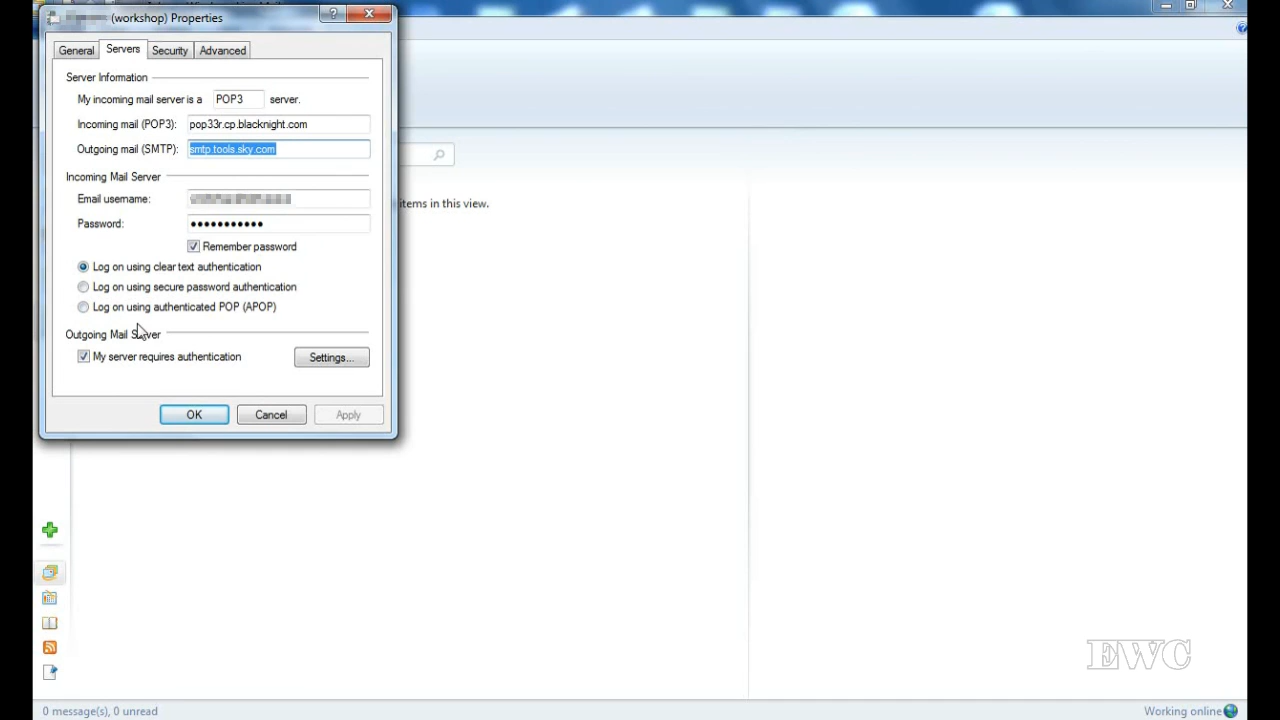 (workshop) Properties
General Servers Security Advanced
Server Information
My incoming mail server is a POP3 server.
Incoming mail (POP3): pop33r.cp.blacknight.com
Outgoing mail (SMTP): smtp.tools.sky.com
Incoming Mail Server
Email username:
Password: ●●●●●●●●●●●
Remember password
Log on using clear text authentication
Log on using secure password authentication
Log on using authenticated POP (APOP)
Outgoing Mail Server
My server requires authentication Settings...
OK Cancel Apply
items in this view.
EWC
0 message(s), 0 unread
Working online